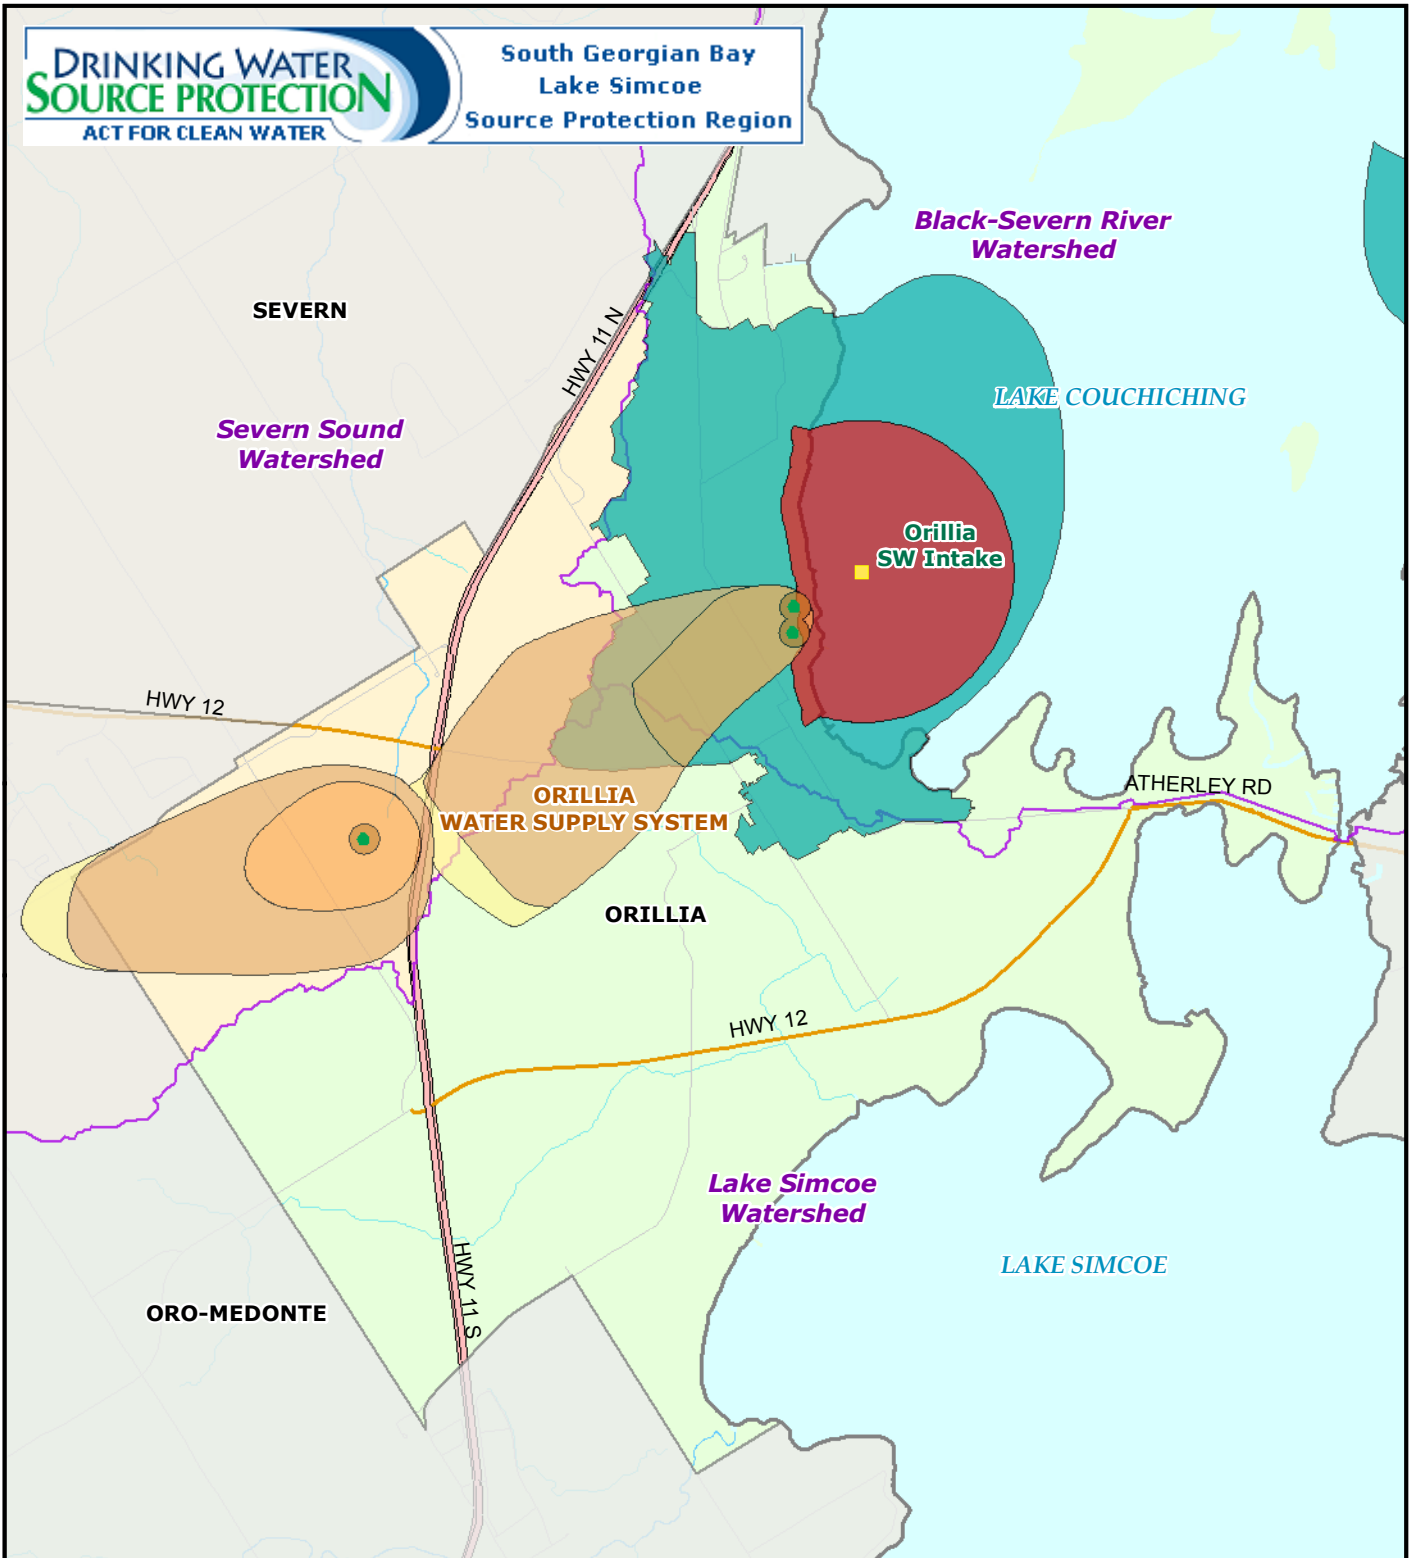 DRINKING WATER
SOURCE PROTECTION
ACT FOR CLEAN WATER
South Georgian Bay
Lake Simcoe
Source Protection Region
Black-Severn River
Watershed
SEVERN
HWY 11 N
LAKE COUCHICHING
Severn Sound
Watershed
Orillia
SW Intake
HWY 12
ATHERLEY RD
ORILLIA
WATER SUPPLY SYSTEM
ORILLIA
HWY 12
Lake Simcoe
Watershed
LAKE SIMCOE
HWY 11 S
ORO-MEDONTE